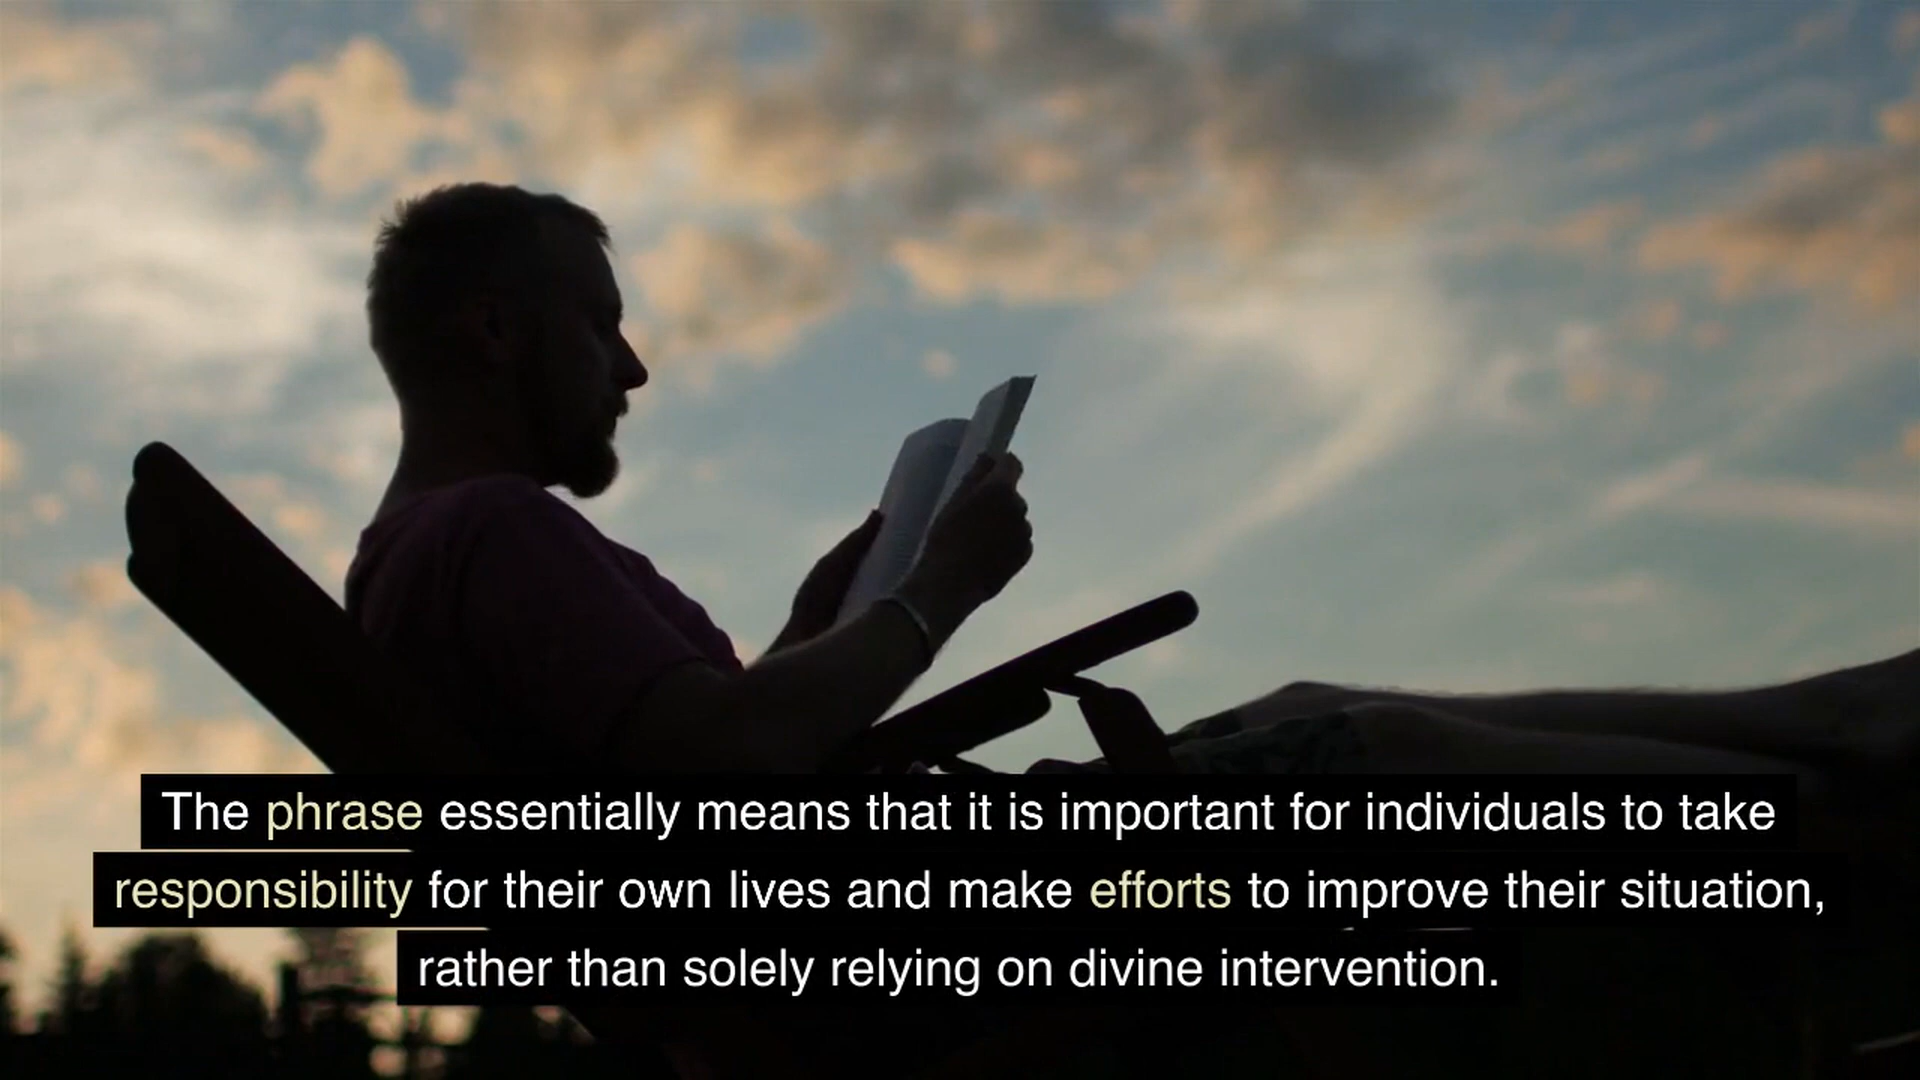 The phrase essentially means that it is important for individuals to take
responsibility for their own lives and make efforts to improve their situation,
rather than solely relying on divine intervention.